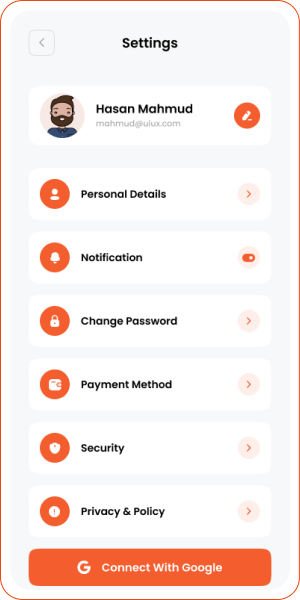 Settings
Hasan Mahmud
mahmud@uiux.com
Personal Details
Notification
Change Password
Payment Method
Security
Privacy & Policy
G Connect With Google